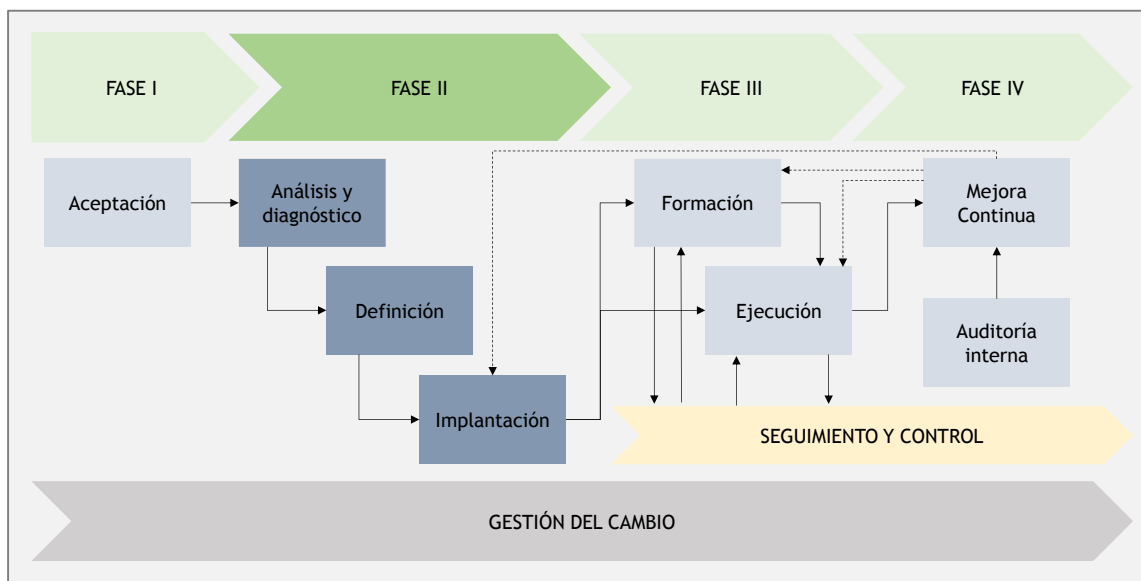 FASE I
FASE II
FASE III
FASE IV
Aceptación
Análisis y
diagnóstico
Definición
Implantación
Formación
Ejecución
Mejora
Continua
Auditoría
interna
SEGUIMIENTO Y CONTROL
GESTIÓN DEL CAMBIO